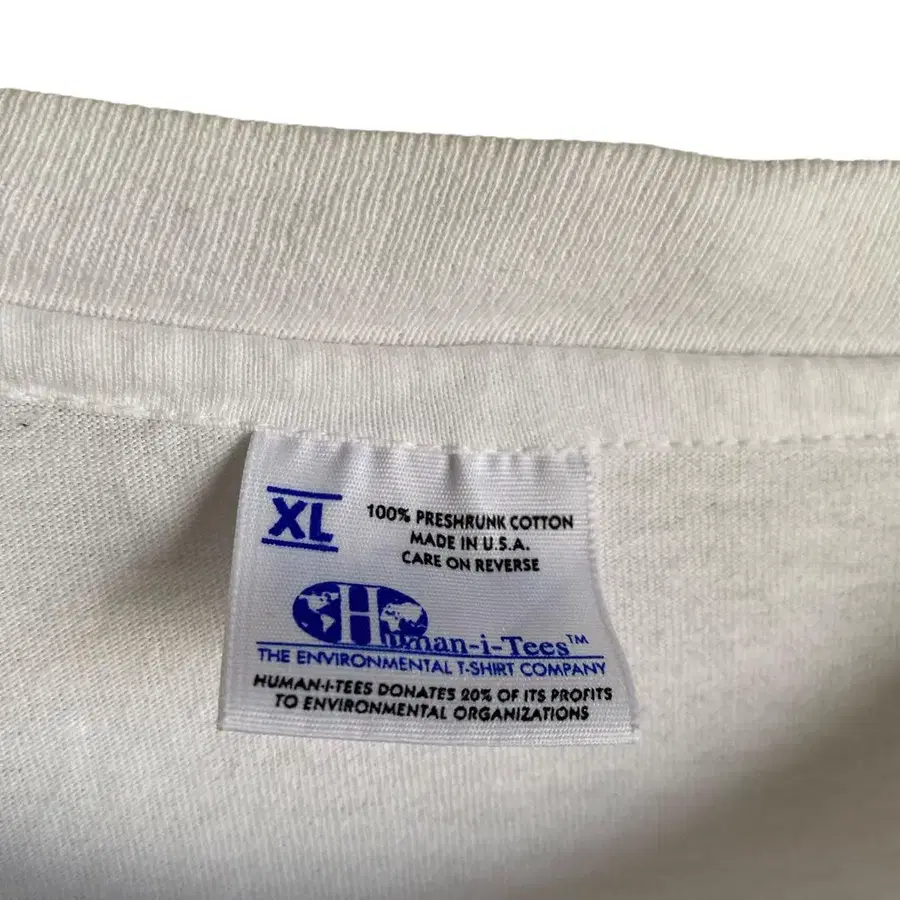 XL
100% PRESHRUNK COTTON
MADE IN U.S.A.
CARE ON REVERSE
Human-i-Tees™
THE ENVIRONMENTAL T-SHIRT COMPANY
HUMAN-I-TEES DONATES 20% OF ITS PROFITS
TO ENVIRONMENTAL ORGANIZATIONS